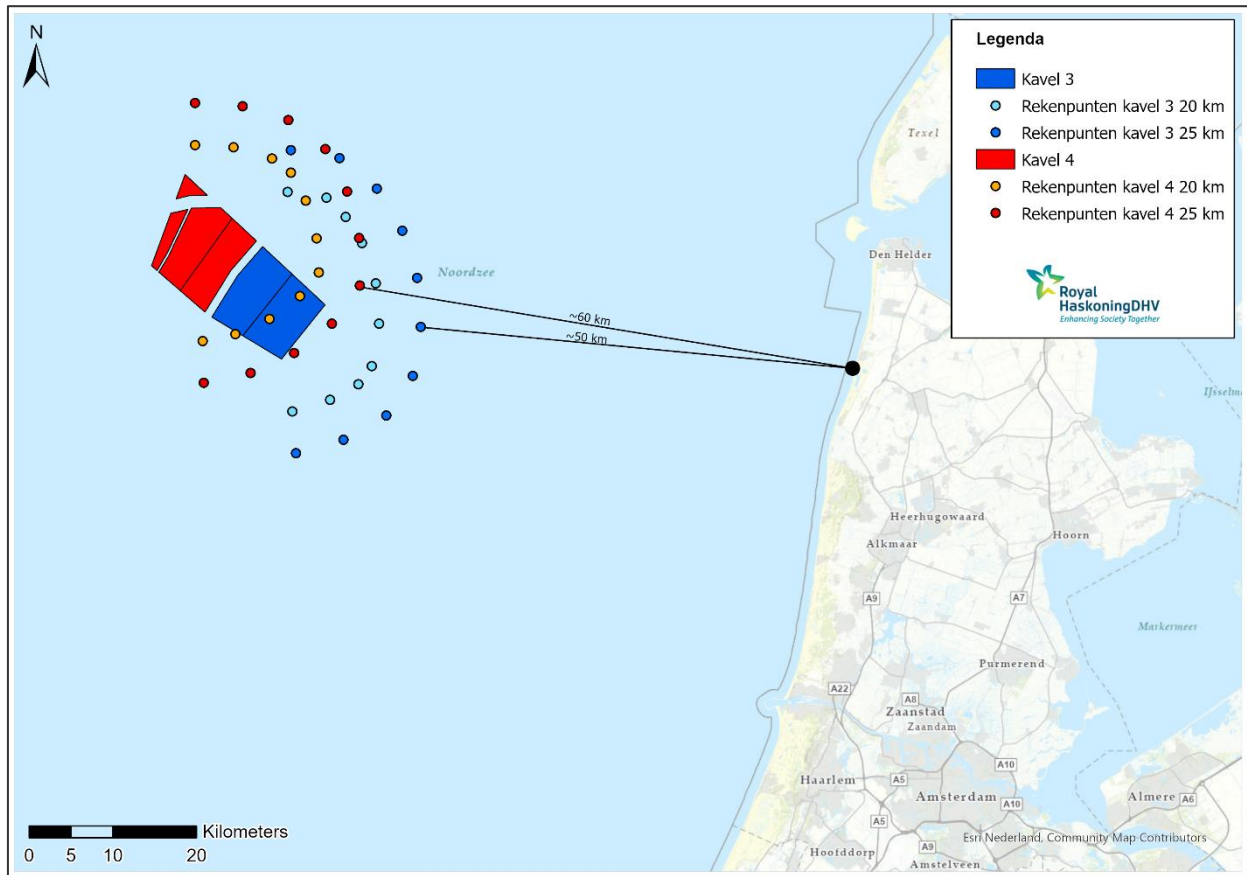 N
Legenda
Kavel 3
Rekenpunten kavel 3 20 km
Rekenpunten kavel 3 25 km
Kavel 4
Rekenpunten kavel 4 20 km
Rekenpunten kavel 4 25 km
Royal
HaskoningDHV
Enhancing Society Together
Texel
Den Helder
Noordzee
~60 km
~50 km
Heerhugowaard
Alkmaar
Hoorn
A9
A7
Markermeer
Purmerend
A22
A8
Zaanstad
Zaandam
A10
Haarlem
A5
Amsterdam
A10
Almere
A6
A5
Hoofddorp
A9
Amstelveen
Esri Nederland, Community Map Contributors
Kilometers
0 5 10 20